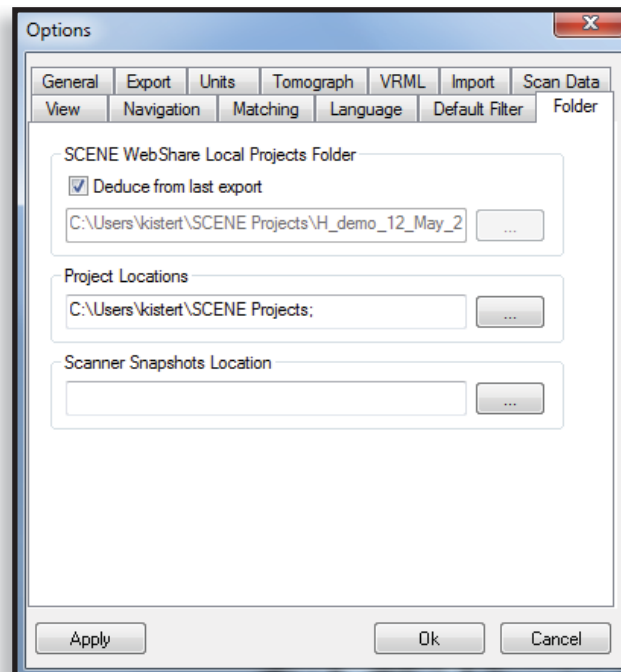 Options
General Export Units Tomograph VRML Import Scan Data
View Navigation Matching Language Default Filter Folder
SCENE WebShare Local Projects Folder
Deduce from last export
C:\Users\kistert\SCENE Projects\H_demo_12_May_2 ...
Project Locations
C:\Users\kistert\SCENE Projects; ...
Scanner Snapshots Location
...
Apply Ok Cancel